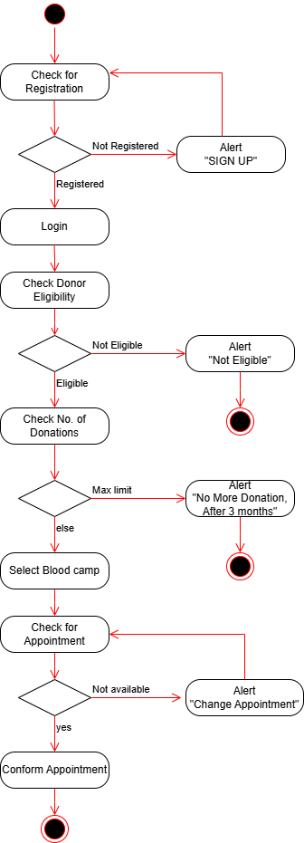 Check for
Registration
Not Registered
Alert
"SIGN UP"
Registered
Login
Check Donor
Eligibility
Not Eligible
Alert
"Not Eligible"
Eligible
Check No. of
Donations
Max limit
Alert
"No More Donation,
After 3 months"
else
Select Blood camp
Check for
Appointment
Not available
Alert
"Change Appointment"
yes
Conform Appointment